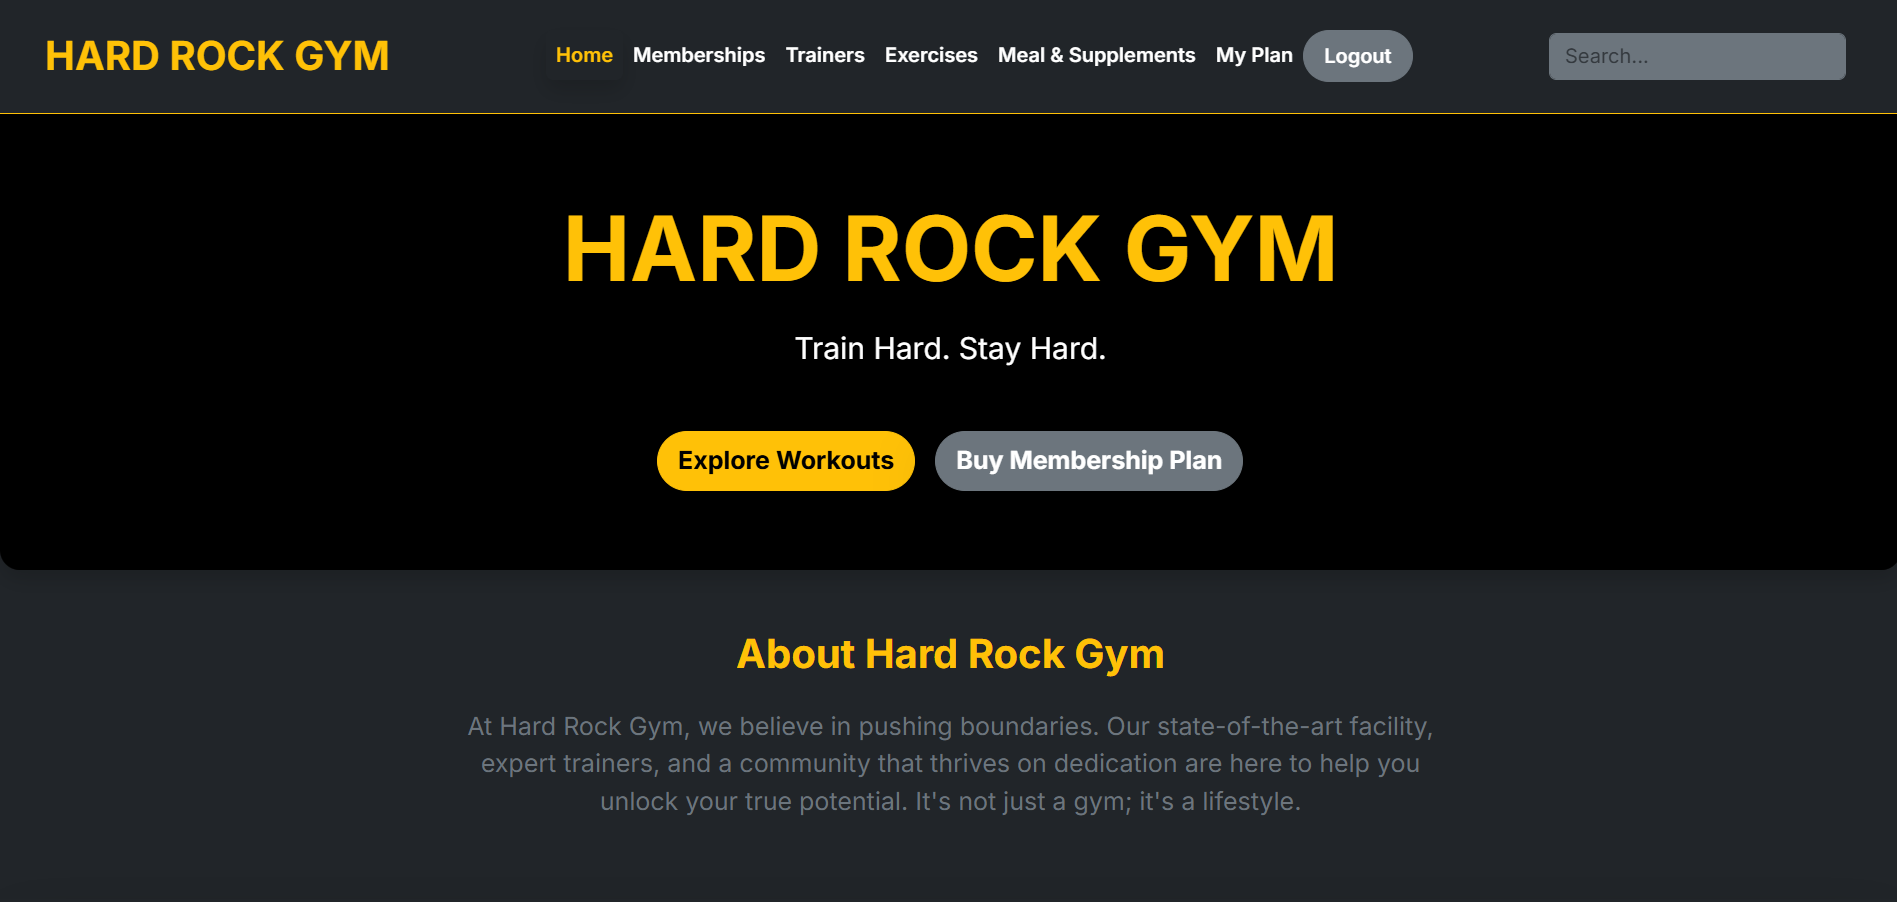 HARD ROCK GYM
Home Memberships Trainers Exercises Meal & Supplements My Plan Logout
Search...
HARD ROCK GYM
Train Hard. Stay Hard.
Explore Workouts Buy Membership Plan
About Hard Rock Gym
At Hard Rock Gym, we believe in pushing boundaries. Our state-of-the-art facility,
expert trainers, and a community that thrives on dedication are here to help you
unlock your true potential. It's not just a gym; it's a lifestyle.